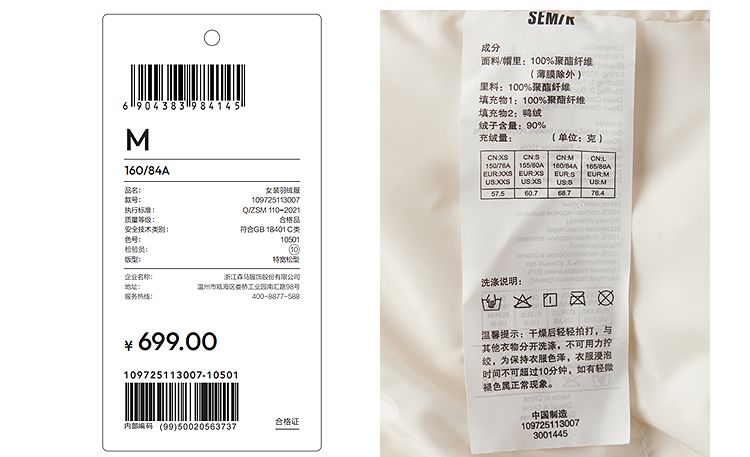 6 904383 984145
M
160/84A
品名: 女装羽绒服
款号: 109725113007
执行标准: Q/ZSM 110-2021
质量等级: 合格品
安全技术类别: 符合GB 18401 C类
色号: 10501
检验员: 10
版型: 特宽松型
企业名称: 浙江森马服饰股份有限公司
地址: 温州市瓯海区娄桥工业园南汇路98号
服务热线: 400-8877-588
¥ 699.00
109725113007-10501
内部编码 (99)50020563737
合格证
SEMIR
成分
面料/帽里：100%聚酯纤维
（薄膜除外）
里料：100%聚酯纤维
填充物1：100%聚酯纤维
填充物2：鸭绒
绒子含量：90%
充绒量： （单位：克）
CN:XS CN:S CN:M CN:L
150/76A 155/80A 160/84A 165/88A
EUR:XXS EUR:XS EUR:S EUR:M
US:XXS US:XS US:S US:M
57.5 60.7 68.7 76.4
洗涤说明：
温馨提示：干燥后轻轻拍打，与
其他衣物分开洗涤，不可用力拧
绞，为保持衣服色泽，衣服浸泡
时间不可超过10分钟，如有轻微
褪色属正常现象。
中国制造
109725113007
3001445